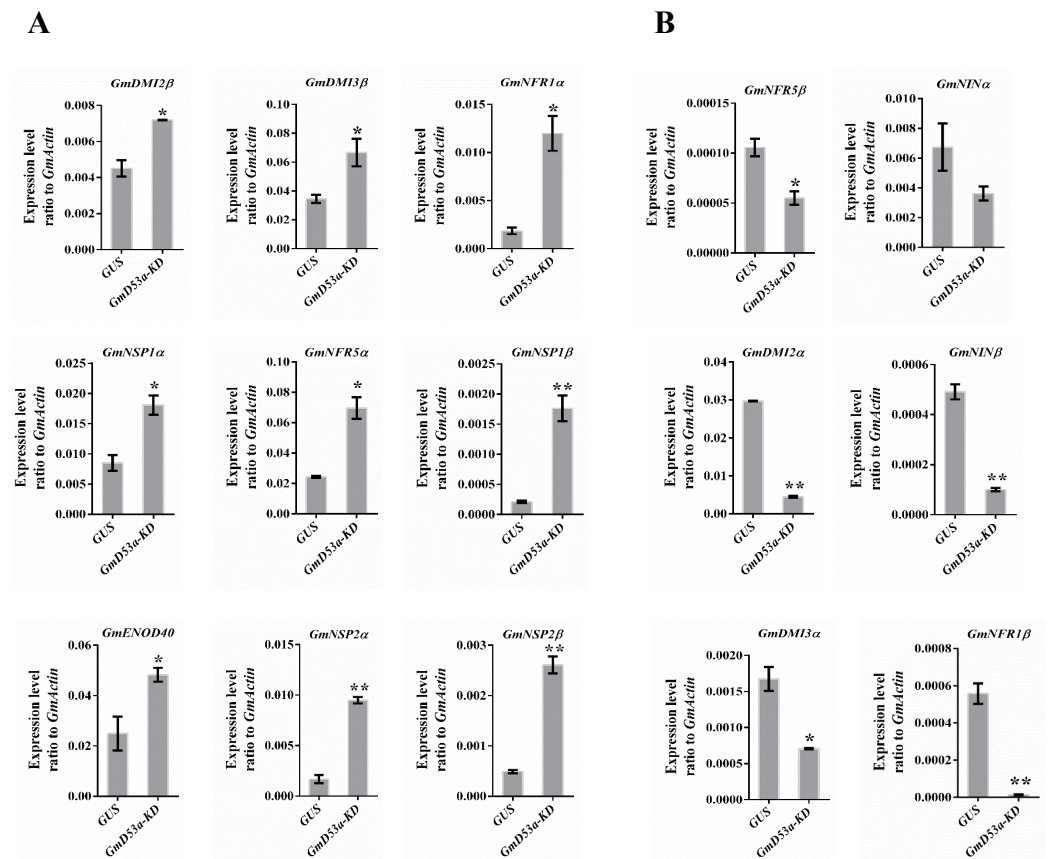 A
B
GmDMI2β
Expression level
ratio to GmActin
0.008
0.006
0.004
0.002
0.000
*
GUS
GmD53a-KD
GmDMI3β
Expression level
ratio to GmActin
0.10
0.08
0.06
0.04
0.02
0.00
*
GUS
GmD53a-KD
GmNFR1α
Expression level
ratio to GmActin
0.015
0.010
0.005
0.000
*
GUS
GmD53a-KD
GmNFR5β
Expression level
ratio to GmActin
0.00015
0.00010
0.00005
0.00000
*
GUS
GmD53a-KD
GmNINα
Expression level
ratio to GmActin
0.010
0.008
0.006
0.004
0.002
0.000
GUS
GmD53a-KD
GmNSP1α
Expression level
ratio to GmActin
0.025
0.020
0.015
0.010
0.005
0.000
*
GUS
GmD53a-KD
GmNFR5α
Expression level
ratio to GmActin
0.10
0.08
0.06
0.04
0.02
0.00
*
GUS
GmD53a-KD
GmNSP1β
Expression level
ratio to GmActin
0.0025
0.0020
0.0015
0.0010
0.0005
0.0000
**
GUS
GmD53a-KD
GmDMI2α
Expression level
ratio to GmActin
0.04
0.03
0.02
0.01
0.00
**
GUS
GmD53a-KD
GmNINβ
Expression level
ratio to GmActin
0.0006
0.0004
0.0002
0.0000
**
GUS
GmD53a-KD
GmENOD40
Expression level
ratio to GmActin
0.06
0.04
0.02
0.00
*
GUS
GmD53a-KD
GmNSP2α
Expression level
ratio to GmActin
0.015
0.010
0.005
0.000
**
GUS
GmD53a-KD
GmNSP2β
Expression level
ratio to GmActin
0.003
0.002
0.001
0.000
**
GUS
GmD53a-KD
GmDMI3α
Expression level
ratio to GmActin
0.0020
0.0015
0.0010
0.0005
0.0000
*
GUS
GmD53a-KD
GmNFR1β
Expression level
ratio to GmActin
0.0008
0.0006
0.0004
0.0002
0.0000
**
GUS
GmD53a-KD